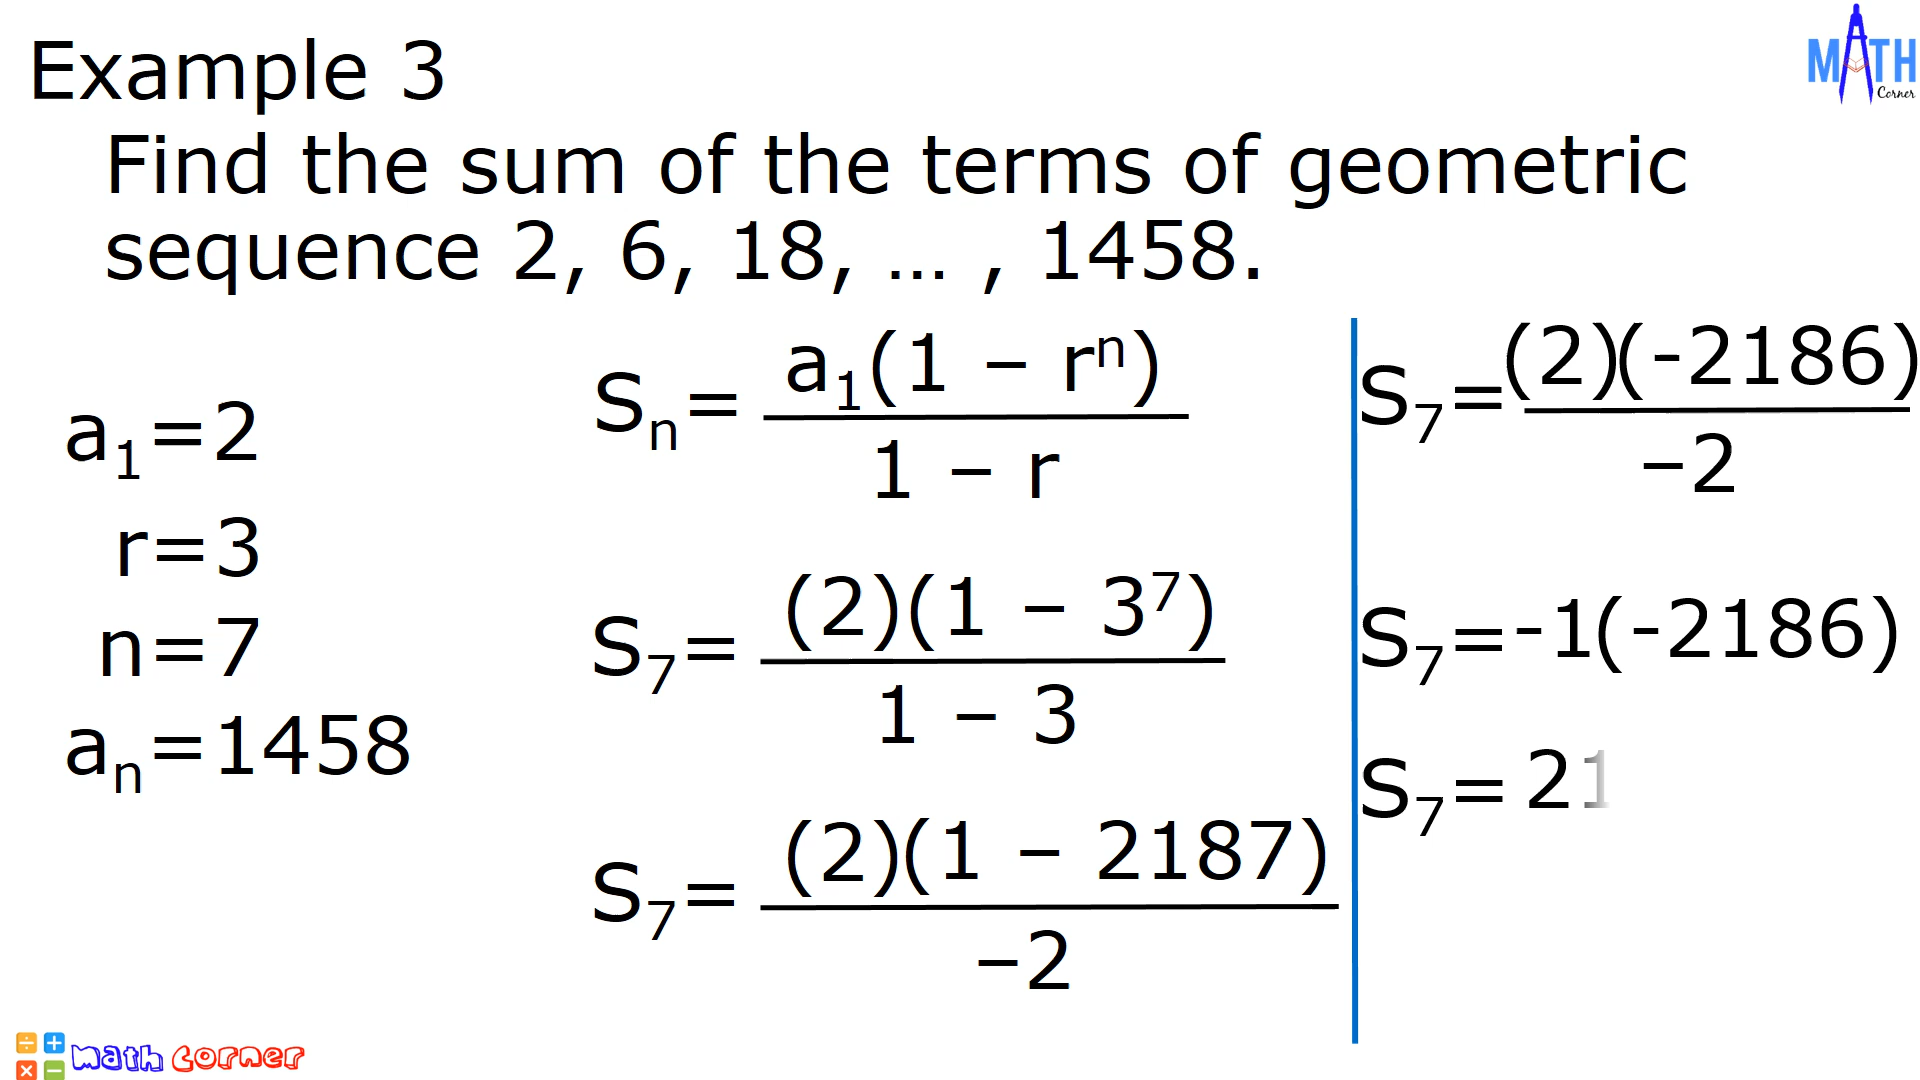 Example 3
MATH
Corner
Find the sum of the terms of geometric
sequence 2, 6, 18, … , 1458.
a₁=2
r=3
n=7
aₙ=1458
Sₙ= a₁(1 – rⁿ)
1 – r
S₇= (2)(1 – 3⁷)
1 – 3
S₇= (2)(1 – 2187)
–2
S₇= (2)(-2186)
–2
S₇= -1(-2186)
S₇= 21
÷ + × –
math corner